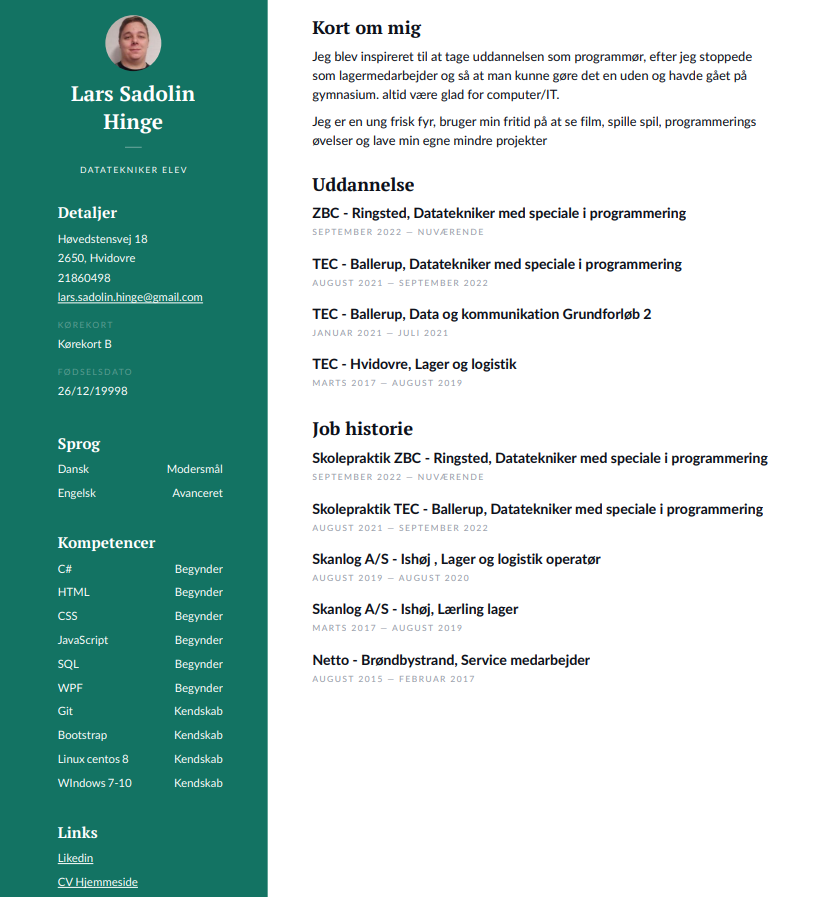 Lars Sadolin
Hinge
DATATEKNIKER ELEV
Detaljer
Høvedstensvej 18
2650, Hvidovre
21860498
lars.sadolin.hinge@gmail.com
KØREKORT
Kørekort B
FØDSELSDATO
26/12/19998
Sprog
Dansk Modersmål
Engelsk Avanceret
Kompetencer
C# Begynder
HTML Begynder
CSS Begynder
JavaScript Begynder
SQL Begynder
WPF Begynder
Git Kendskab
Bootstrap Kendskab
Linux centos 8 Kendskab
WIndows 7-10 Kendskab
Links
Likedin
CV Hjemmeside
Kort om mig
Jeg blev inspireret til at tage uddannelsen som programmør, efter jeg stoppede
som lagermedarbejder og så at man kunne gøre det en uden og havde gået på
gymnasium. altid være glad for computer/IT.
Jeg er en ung frisk fyr, bruger min fritid på at se film, spille spil, programmerings
øvelser og lave min egne mindre projekter
Uddannelse
ZBC - Ringsted, Datatekniker med speciale i programmering
SEPTEMBER 2022 — NUVÆRENDE
TEC - Ballerup, Datatekniker med speciale i programmering
AUGUST 2021 — SEPTEMBER 2022
TEC - Ballerup, Data og kommunikation Grundforløb 2
JANUAR 2021 — JULI 2021
TEC - Hvidovre, Lager og logistik
MARTS 2017 — AUGUST 2019
Job historie
Skolepraktik ZBC - Ringsted, Datatekniker med speciale i programmering
SEPTEMBER 2022 — NUVÆRENDE
Skolepraktik TEC - Ballerup, Datatekniker med speciale i programmering
AUGUST 2021 — SEPTEMBER 2022
Skanlog A/S - Ishøj , Lager og logistik operatør
AUGUST 2019 — AUGUST 2020
Skanlog A/S - Ishøj, Lærling lager
MARTS 2017 — AUGUST 2019
Netto - Brøndbystrand, Service medarbejder
AUGUST 2015 — FEBRUAR 2017